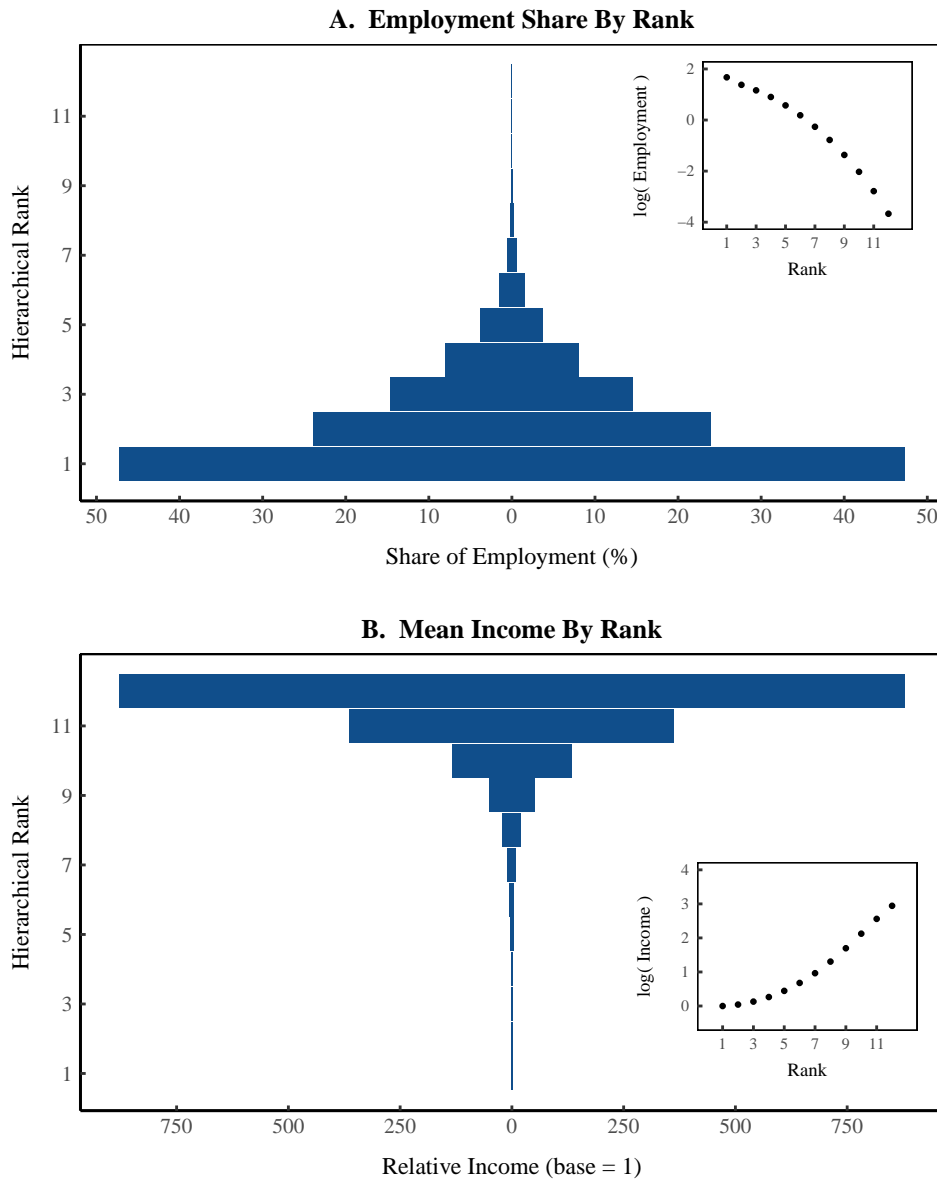 A. Employment Share By Rank
Hierarchical Rank
11
9
7
5
3
1
50 40 30 20 10 0 10 20 30 40 50
Share of Employment (%)
log( Employment )
2
0
−2
−4
1 3 5 7 9 11
Rank
B. Mean Income By Rank
Hierarchical Rank
11
9
7
5
3
1
750 500 250 0 250 500 750
Relative Income (base = 1)
log( Income )
4
3
2
1
0
1 3 5 7 9 11
Rank